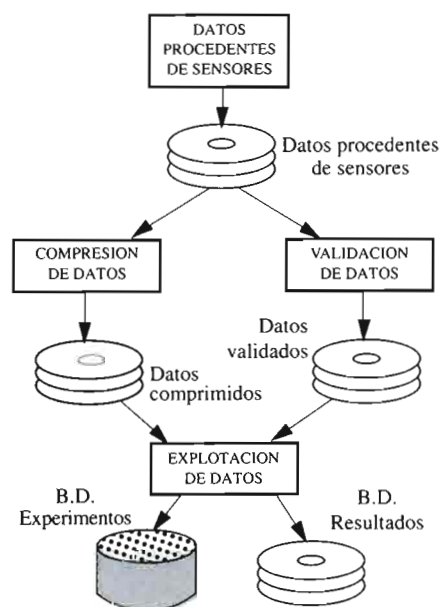 DATOS
PROCEDENTES
DE SENSORES
Datos procedentes
de sensores
COMPRESION
DE DATOS
VALIDACION
DE DATOS
Datos
validados
Datos
comprimidos
EXPLOTACION
DE DATOS
B.D.
Experimentos
B.D.
Resultados